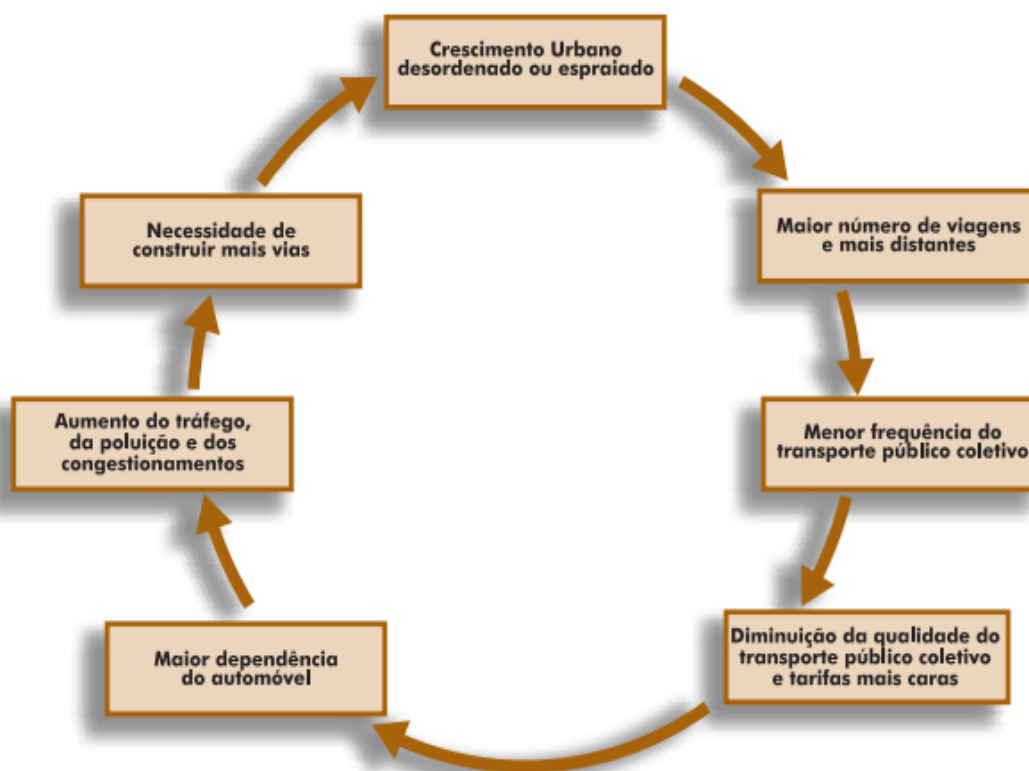 Crescimento Urbano
desordenado ou espraiado
Maior número de viagens
e mais distantes
Menor frequência do
transporte público coletivo
Diminuição da qualidade do
transporte público coletivo
e tarifas mais caras
Maior dependência
do automóvel
Aumento do tráfego,
da poluição e dos
congestionamentos
Necessidade de
construir mais vias